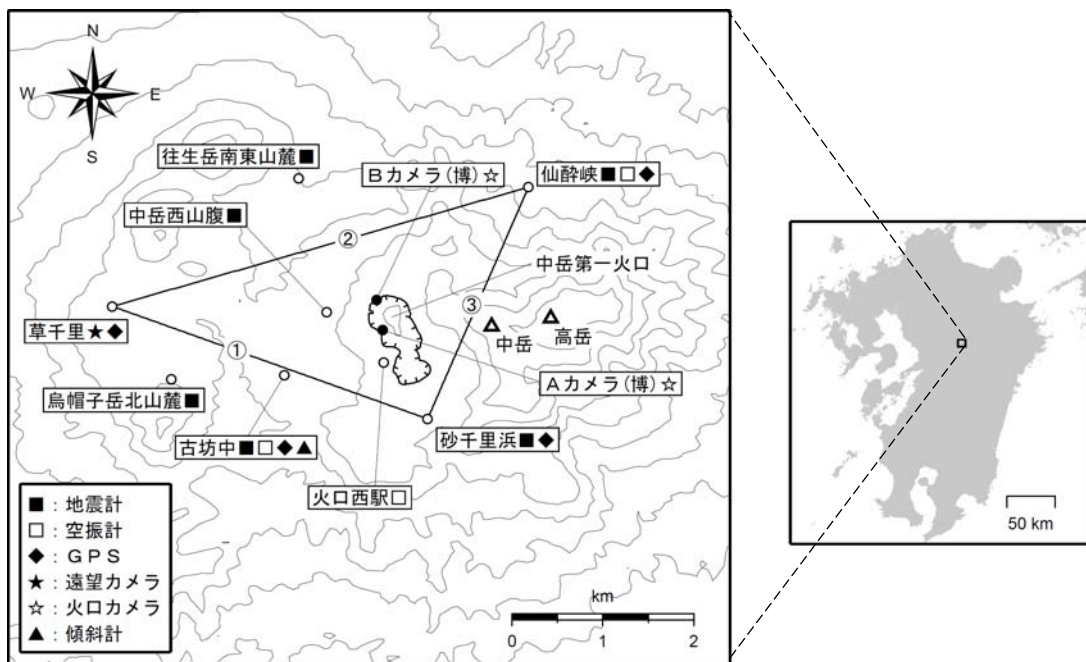 N
W
E
S
往生岳南東山麓■
Bカメラ(博)☆
仙酔峡■□◆
中岳西山腹■
②
中岳第一火口
③
草千里★◆
中岳
高岳
①
烏帽子岳北山麓■
Aカメラ(博)☆
古坊中■□◆▲
砂千里浜■◆
火口西駅□
■：地震計
□：空振計
◆：GPS
★：遠望カメラ
☆：火口カメラ
▲：傾斜計
km
0 1 2
50 km